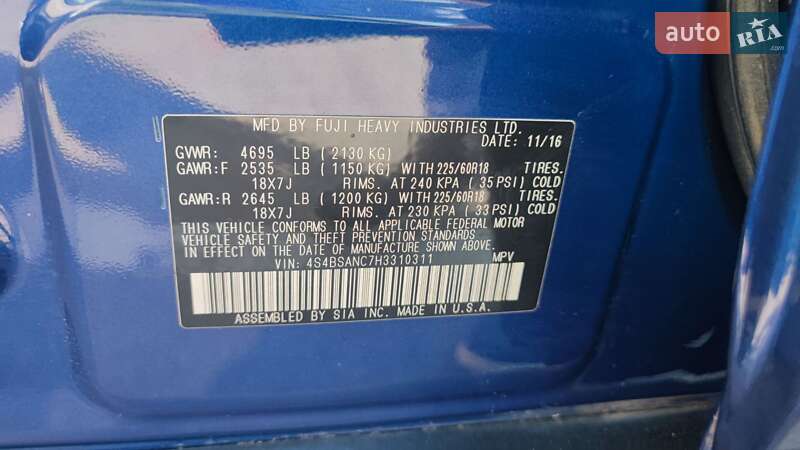 auto RIA.com
MFD BY FUJI HEAVY INDUSTRIES LTD.
DATE: 11/16
GVWR: 4695 LB ( 2130 KG)
GAWR:F 2535 LB ( 1150 KG) WITH 225/60R18 TIRES.
18X7J RIMS. AT 240 KPA ( 35 PSI) COLD
GAWR:R 2645 LB ( 1200 KG) WITH 225/60R18 TIRES.
18X7J RIMS. AT 230 KPA ( 33 PSI) COLD
THIS VEHICLE CONFORMS TO ALL APPLICABLE FEDERAL MOTOR
VEHICLE SAFETY AND THEFT PREVENTION STANDARDS
IN EFFECT ON THE DATE OF MANUFACTURE SHOWN ABOVE.
VIN: 4S4BSANC7H3310311 MPV
ASSEMBLED BY SIA INC. IN U.S.A.